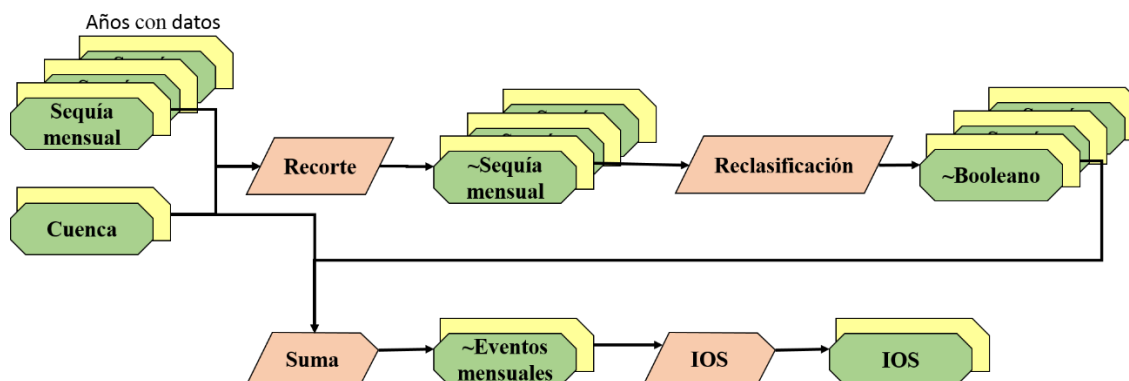 Años con datos
Sequía
mensual
Recorte
~Sequía
mensual
Reclasificación
~Booleano
Cuenca
Suma
~Eventos
mensuales
IOS
IOS